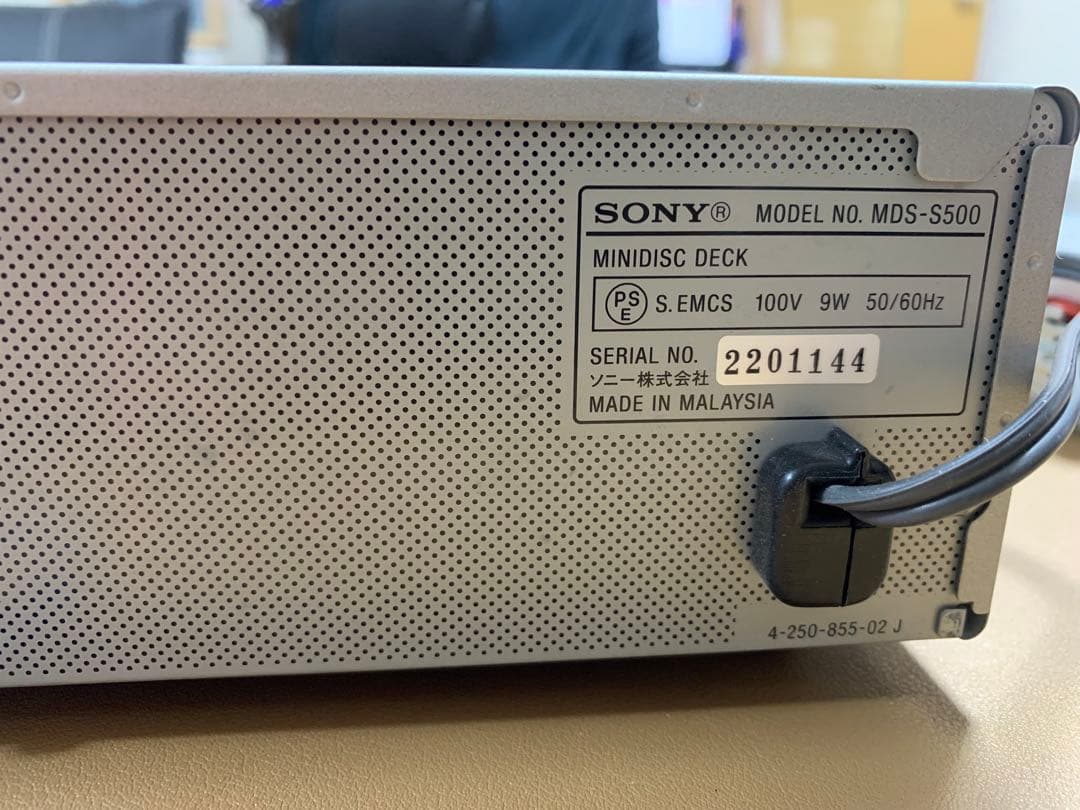 SONY® MODEL NO. MDS-S500
MINIDISC DECK
PS E S. EMCS 100V 9W 50/60Hz
SERIAL NO. 2201144
ソニー株式会社
MADE IN MALAYSIA
4-250-855-02 J